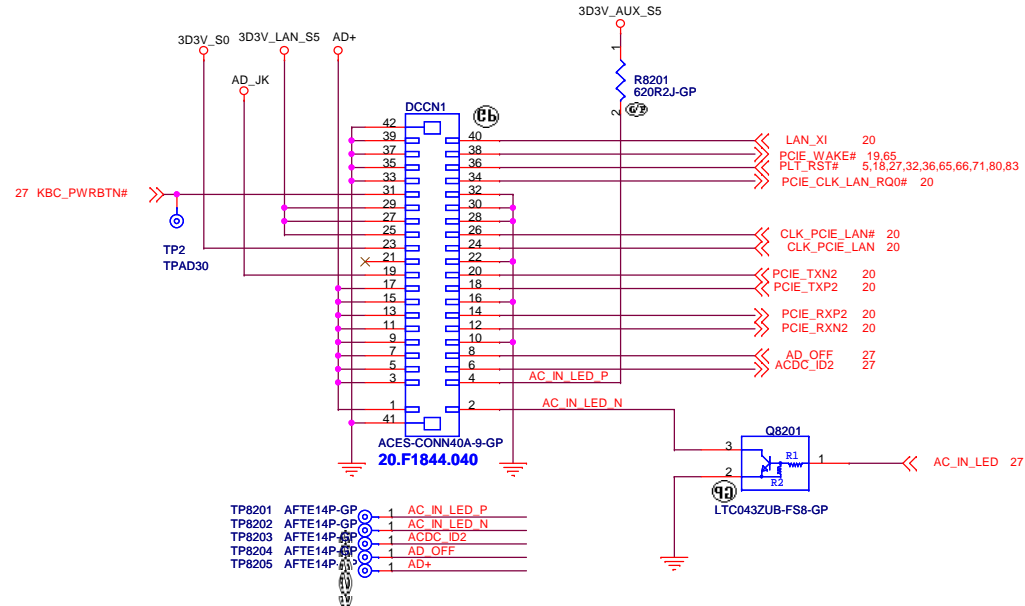 3D3V_AUX_S5
3D3V_S0 3D3V_LAN_S5 AD+
AD_JK
1
R8201
620R2J-GP
2
DCCN1
42
39 40 LAN_XI 20
37 38 PCIE_WAKE# 19,65
35 36 PLT_RST# 5,18,27,32,36,65,66,71,80,83
33 34 PCIE_CLK_LAN_RQ0# 20
27 KBC_PWRBTN# 31 32
29 30
27 28
25 26 CLK_PCIE_LAN# 20
23 24 CLK_PCIE_LAN 20
TP2
TPAD30
21 22
19 20 PCIE_TXN2 20
17 18 PCIE_TXP2 20
15 16
13 14 PCIE_RXP2 20
11 12 PCIE_RXN2 20
9 10
7 8 AD_OFF 27
5 6 ACDC_ID2 27
3 4 AC_IN_LED_P
1 2 AC_IN_LED_N
41
ACES-CONN40A-9-GP
20.F1844.040
Q8201
3 R1 1 AC_IN_LED 27
2 R2
LTC043ZUB-FS8-GP
TP8201 AFTE14P-GP 1 AC_IN_LED_P
TP8202 AFTE14P-GP 1 AC_IN_LED_N
TP8203 AFTE14P-GP 1 ACDC_ID2
TP8204 AFTE14P-GP 1 AD_OFF
TP8205 AFTE14P-GP 1 AD+